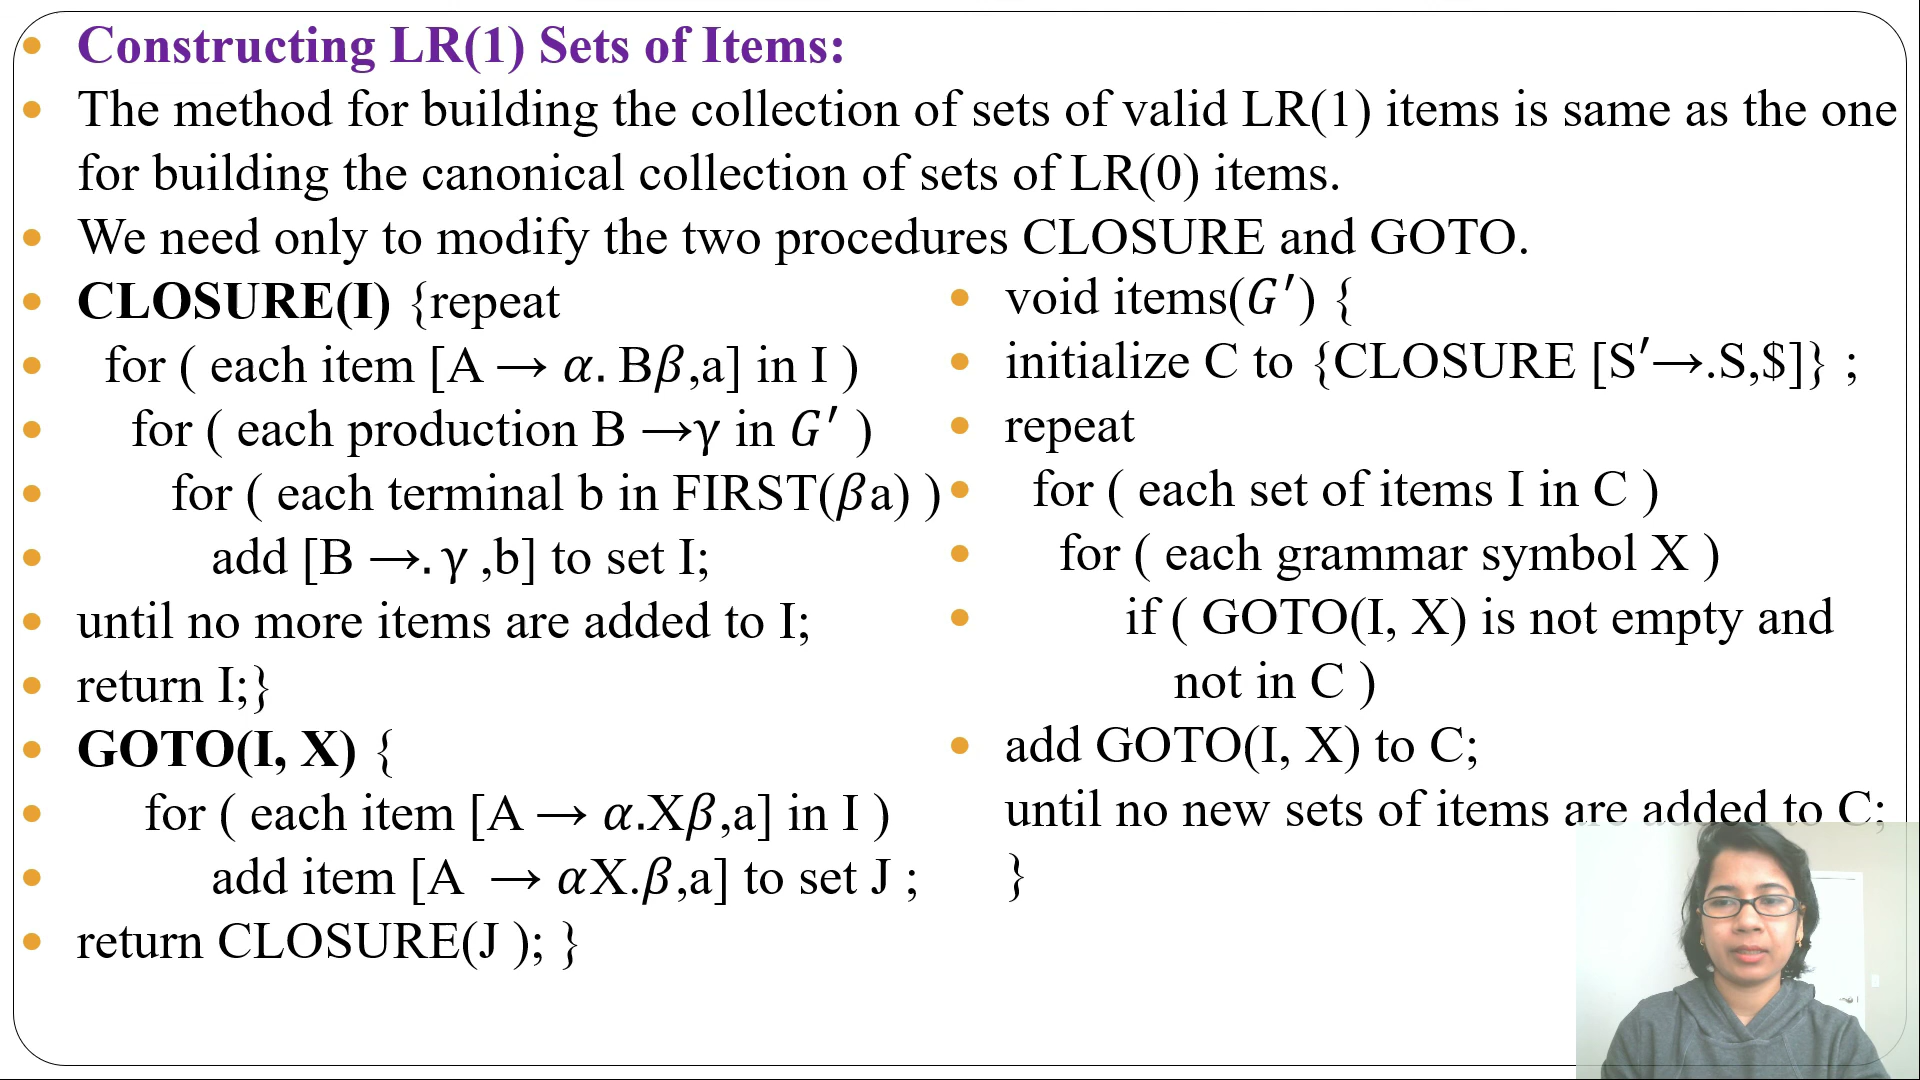 Constructing LR(1) Sets of Items:
The method for building the collection of sets of valid LR(1) items is same as the one
for building the canonical collection of sets of LR(0) items.
We need only to modify the two procedures CLOSURE and GOTO.
CLOSURE(I) {repeat
for ( each item [A → 𝛼. B𝛽,a] in I )
for ( each production B →γ in 𝐺′ )
for ( each terminal b in FIRST(𝛽a) )
add [B →. γ ,b] to set I;
until no more items are added to I;
return I;}
GOTO(I, X) {
for ( each item [A → 𝛼.X𝛽,a] in I )
add item [A → 𝛼X.𝛽,a] to set J ;
return CLOSURE(J ); }
void items(𝐺′) {
initialize C to {CLOSURE [S′→.S,$]} ;
repeat
for ( each set of items I in C )
for ( each grammar symbol X )
if ( GOTO(I, X) is not empty and
not in C )
add GOTO(I, X) to C;
until no new sets of items are added to C;
}